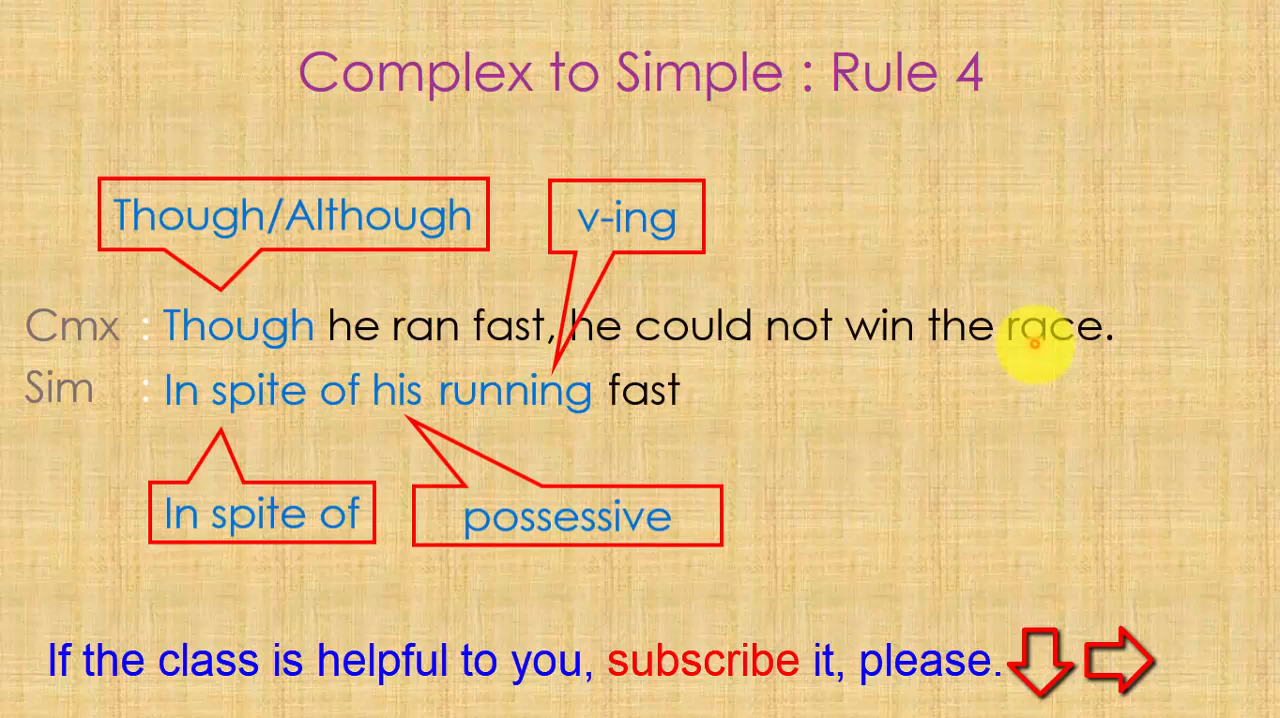 Complex to Simple : Rule 4
Though/Although
v-ing
Cmx : Though he ran fast, he could not win the race.
Sim : In spite of his running fast
In spite of
possessive
If the class is helpful to you, subscribe it, please.